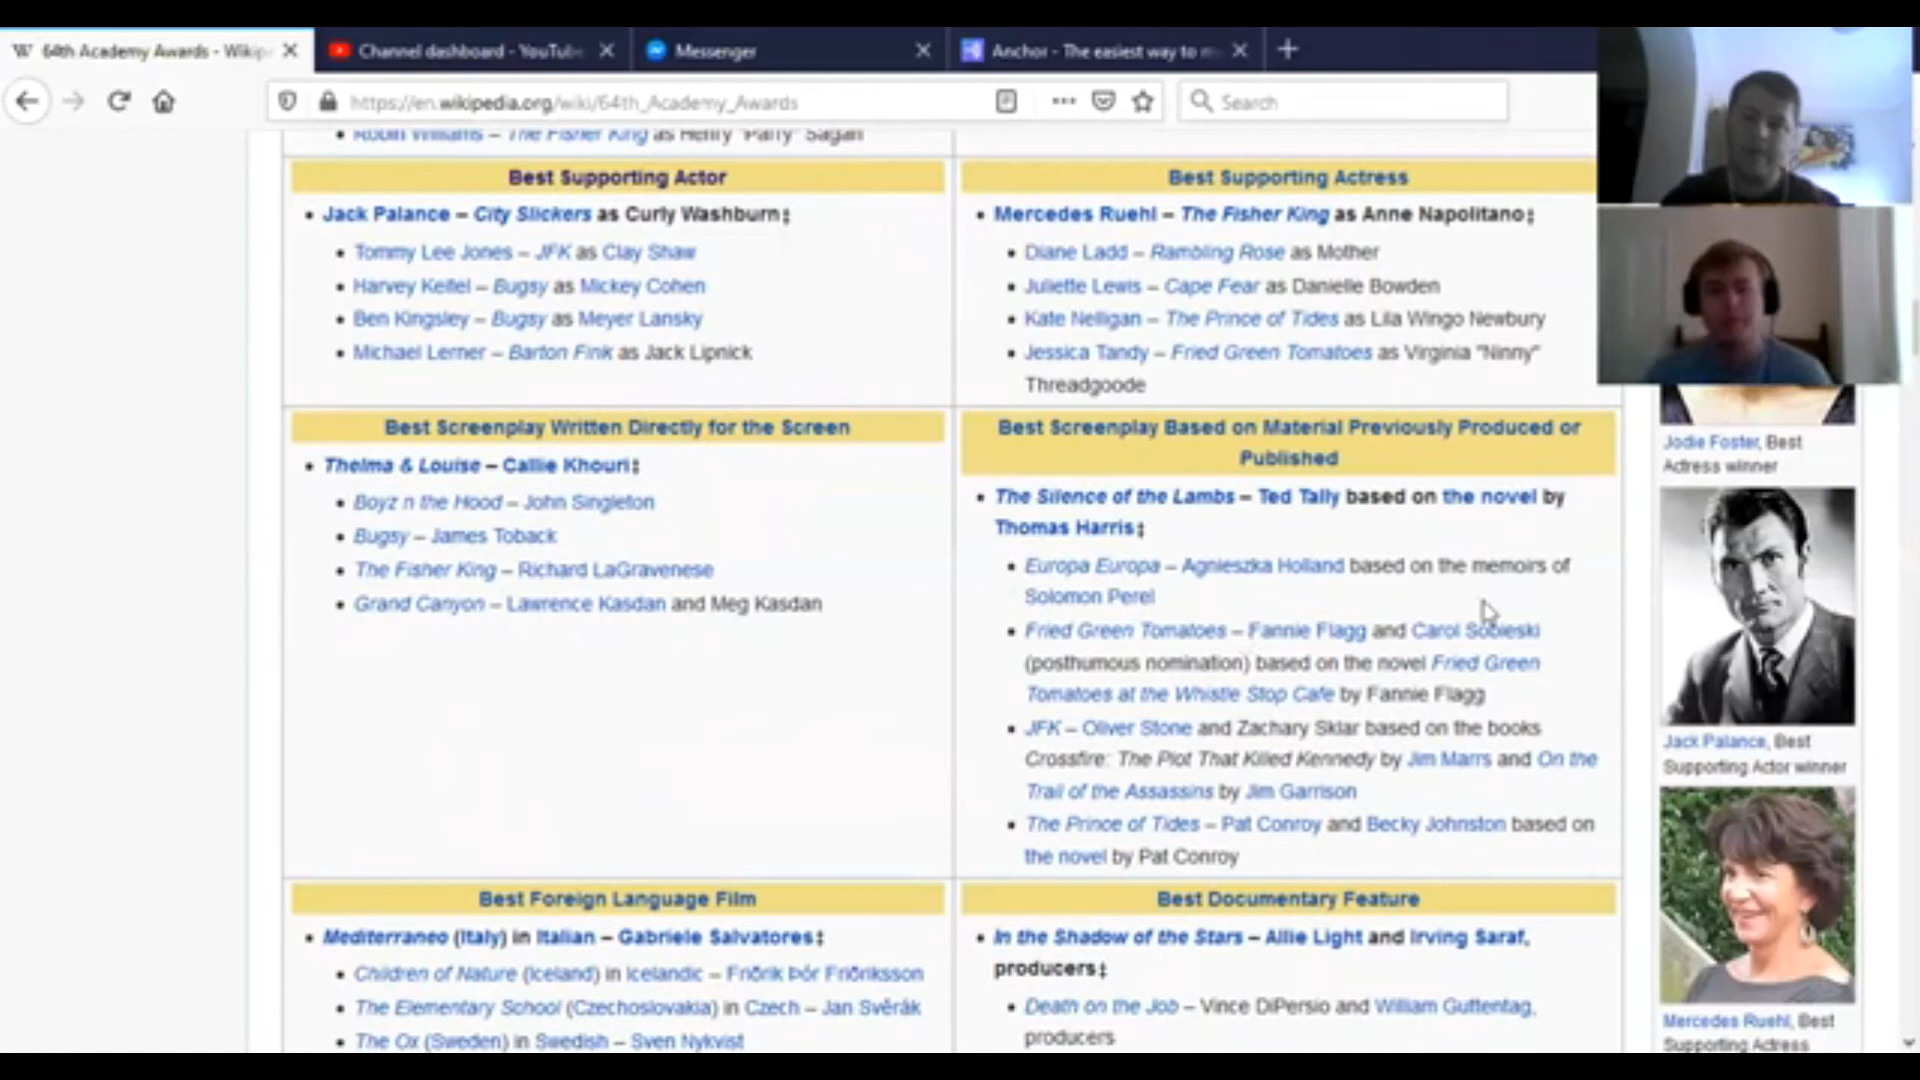 64th Academy Awards - Wikip
Channel dashboard - YouTub
Messenger
Anchor - The easiest way to m
https://en.wikipedia.org/wiki/64th_Academy_Awards
Search
Robin Williams – The Fisher King as Henry "Parry" Sagan
Best Supporting Actor
Jack Palance – City Slickers as Curly Washburn‡
Tommy Lee Jones – JFK as Clay Shaw
Harvey Keitel – Bugsy as Mickey Cohen
Ben Kingsley – Bugsy as Meyer Lansky
Michael Lerner – Barton Fink as Jack Lipnick
Best Supporting Actress
Mercedes Ruehl – The Fisher King as Anne Napolitano‡
Diane Ladd – Rambling Rose as Mother
Juliette Lewis – Cape Fear as Danielle Bowden
Kate Nelligan – The Prince of Tides as Lila Wingo Newbury
Jessica Tandy – Fried Green Tomatoes as Virginia "Ninny"
Threadgoode
Best Screenplay Written Directly for the Screen
Thelma & Louise – Callie Khouri‡
Boyz n the Hood – John Singleton
Bugsy – James Toback
The Fisher King – Richard LaGravenese
Grand Canyon – Lawrence Kasdan and Meg Kasdan
Best Screenplay Based on Material Previously Produced or
Published
The Silence of the Lambs – Ted Tally based on the novel by
Thomas Harris‡
Europa Europa – Agnieszka Holland based on the memoirs of
Solomon Perel
Fried Green Tomatoes – Fannie Flagg and Carol Sobieski
(posthumous nomination) based on the novel Fried Green
Tomatoes at the Whistle Stop Cafe by Fannie Flagg
JFK – Oliver Stone and Zachary Sklar based on the books
Crossfire: The Plot That Killed Kennedy by Jim Marrs and On the
Trail of the Assassins by Jim Garrison
The Prince of Tides – Pat Conroy and Becky Johnston based on
the novel by Pat Conroy
Best Foreign Language Film
Mediterraneo (Italy) in Italian – Gabriele Salvatores‡
Children of Nature (Iceland) in Icelandic – Friðrik Þór Friðriksson
The Elementary School (Czechoslovakia) in Czech – Jan Svěrák
The Ox (Sweden) in Swedish – Sven Nykvist
Best Documentary Feature
In the Shadow of the Stars – Allie Light and Irving Saraf,
producers‡
Death on the Job – Vince DiPersio and William Guttentag,
producers
Jodie Foster, Best
Actress winner
Jack Palance, Best
Supporting Actor winner
Mercedes Ruehl, Best
Supporting Actress